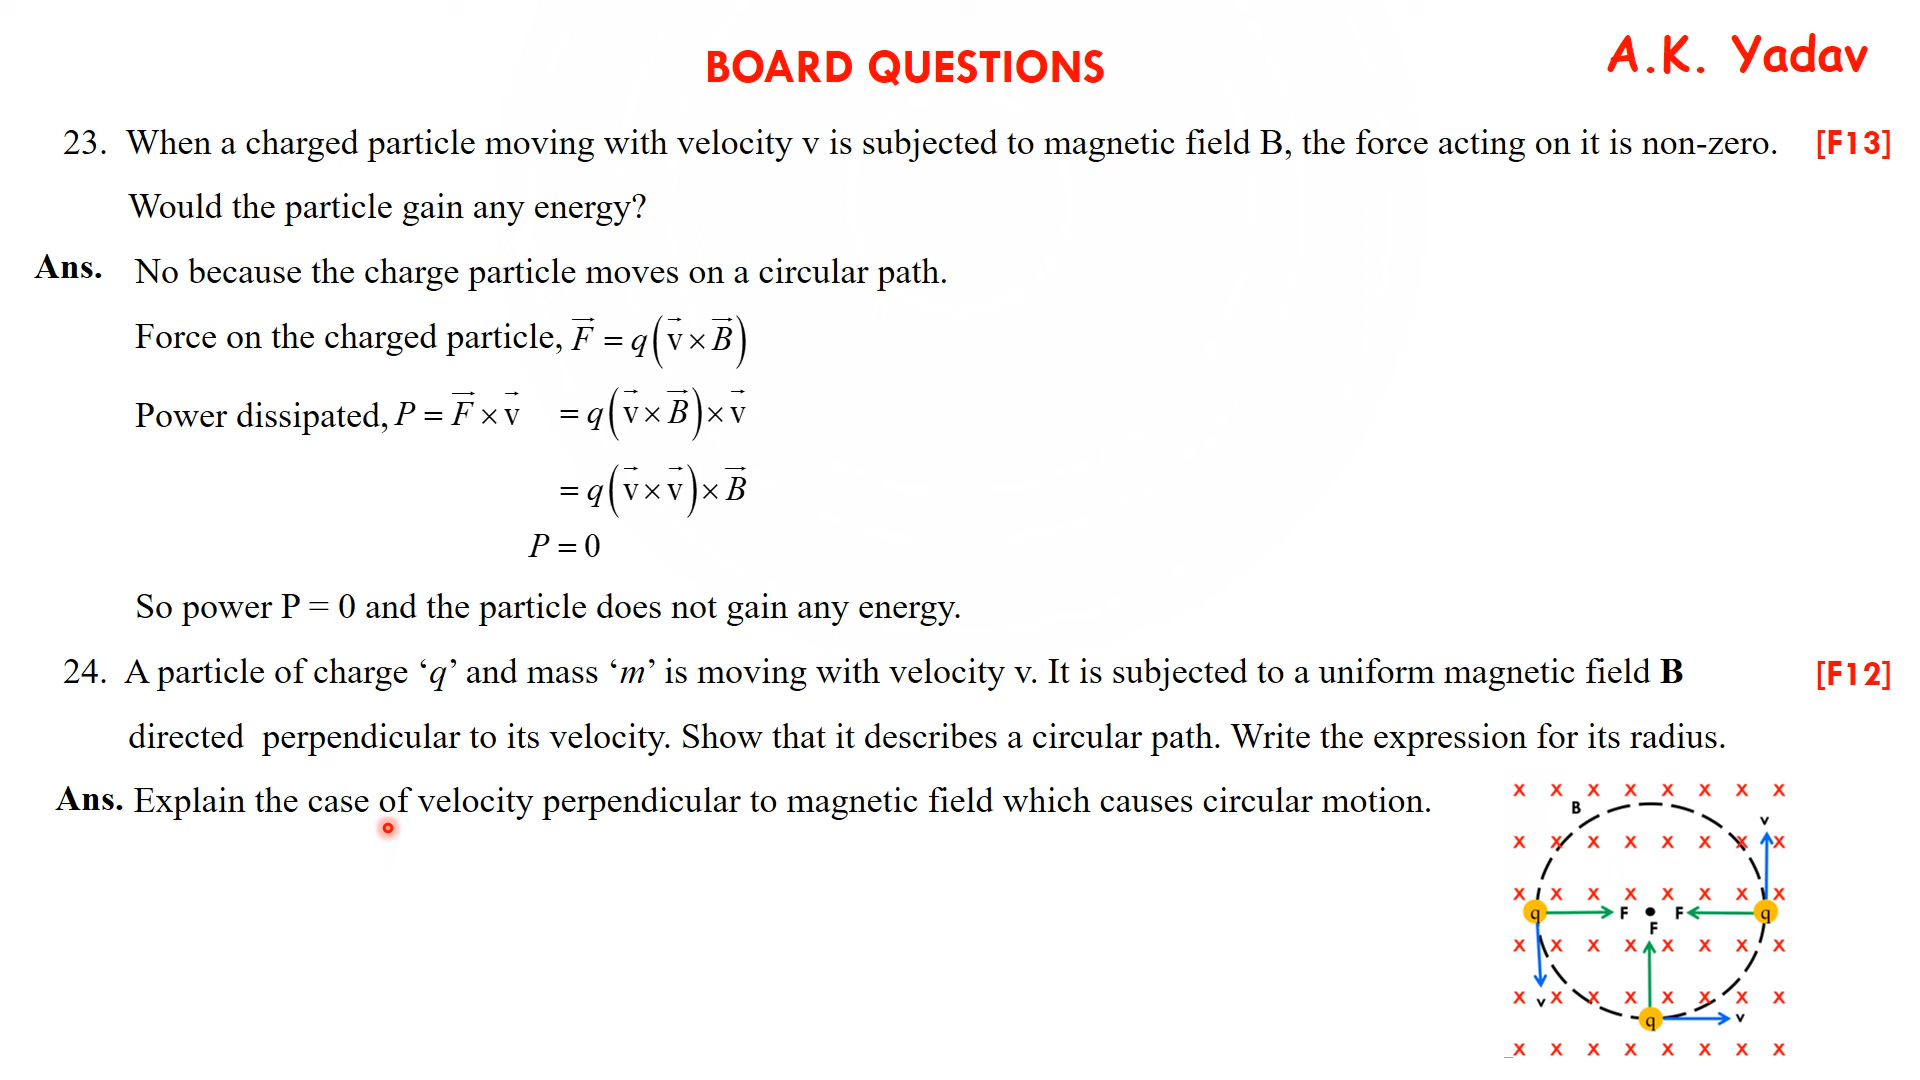 BOARD QUESTIONS
A.K. Yadav
23. When a charged particle moving with velocity v is subjected to magnetic field B, the force acting on it is non-zero. [F13]
Would the particle gain any energy?
Ans. No because the charge particle moves on a circular path.
Force on the charged particle, F⃗ = q(v⃗ × B⃗)
Power dissipated, P = F⃗ × v⃗ = q(v⃗ × B⃗) × v⃗
= q(v⃗ × v⃗) × B⃗
P = 0
So power P = 0 and the particle does not gain any energy.
24. A particle of charge ‘q’ and mass ‘m’ is moving with velocity v. It is subjected to a uniform magnetic field B [F12]
directed perpendicular to its velocity. Show that it describes a circular path. Write the expression for its radius.
Ans. Explain the case of velocity perpendicular to magnetic field which causes circular motion.
x x x x x x x x
B
v
x x x x x x x x
x x x x x x x x
q F F q
F
x x x x x x x x
x v x x x x x x x
q v
x x x x x x x x